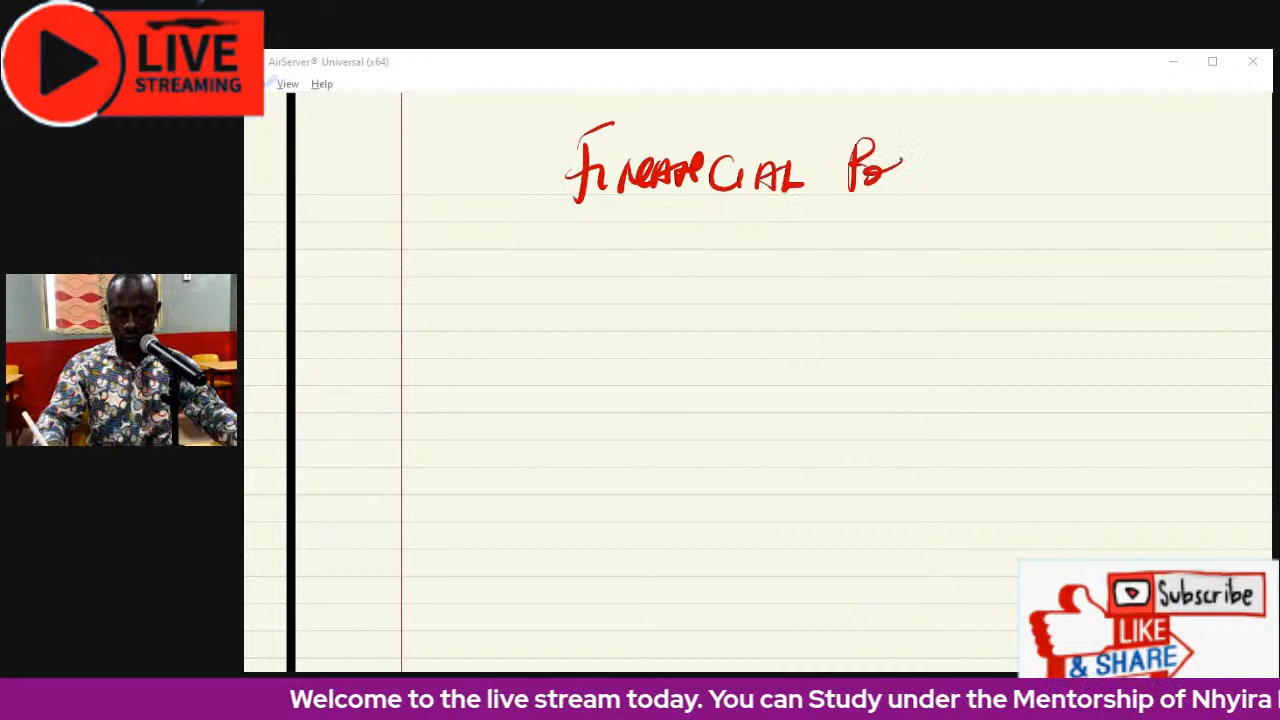 LIVE
STREAMING
AirServer® Universal (x64)
View Help
FINANCIAL
Subscribe
LIKE
& SHARE
Welcome to the live stream today. You can Study under the Mentorship of Nhyira